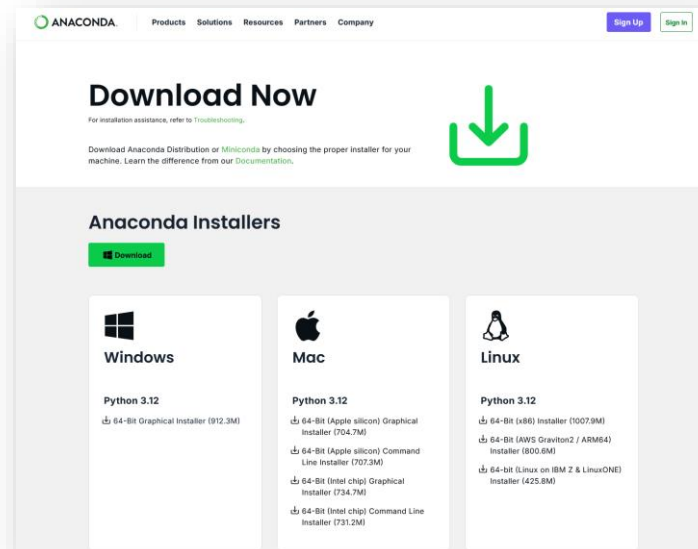 ANACONDA.
Products Solutions Resources Partners Company
Sign Up
Sign In
Download Now
For installation assistance, refer to Troubleshooting.
Download Anaconda Distribution or Miniconda by choosing the proper installer for your
machine. Learn the difference from our Documentation.
Anaconda Installers
Download
Windows
Python 3.12
64-Bit Graphical Installer (912.3M)
Mac
Python 3.12
64-Bit (Apple silicon) Graphical
Installer (704.7M)
64-Bit (Apple silicon) Command
Line Installer (707.3M)
64-Bit (Intel chip) Graphical
Installer (734.7M)
64-Bit (Intel chip) Command Line
Installer (731.2M)
Linux
Python 3.12
64-Bit (x86) Installer (1007.9M)
64-Bit (AWS Graviton2 / ARM64)
Installer (800.6M)
64-bit (Linux on IBM Z & LinuxONE)
Installer (425.8M)